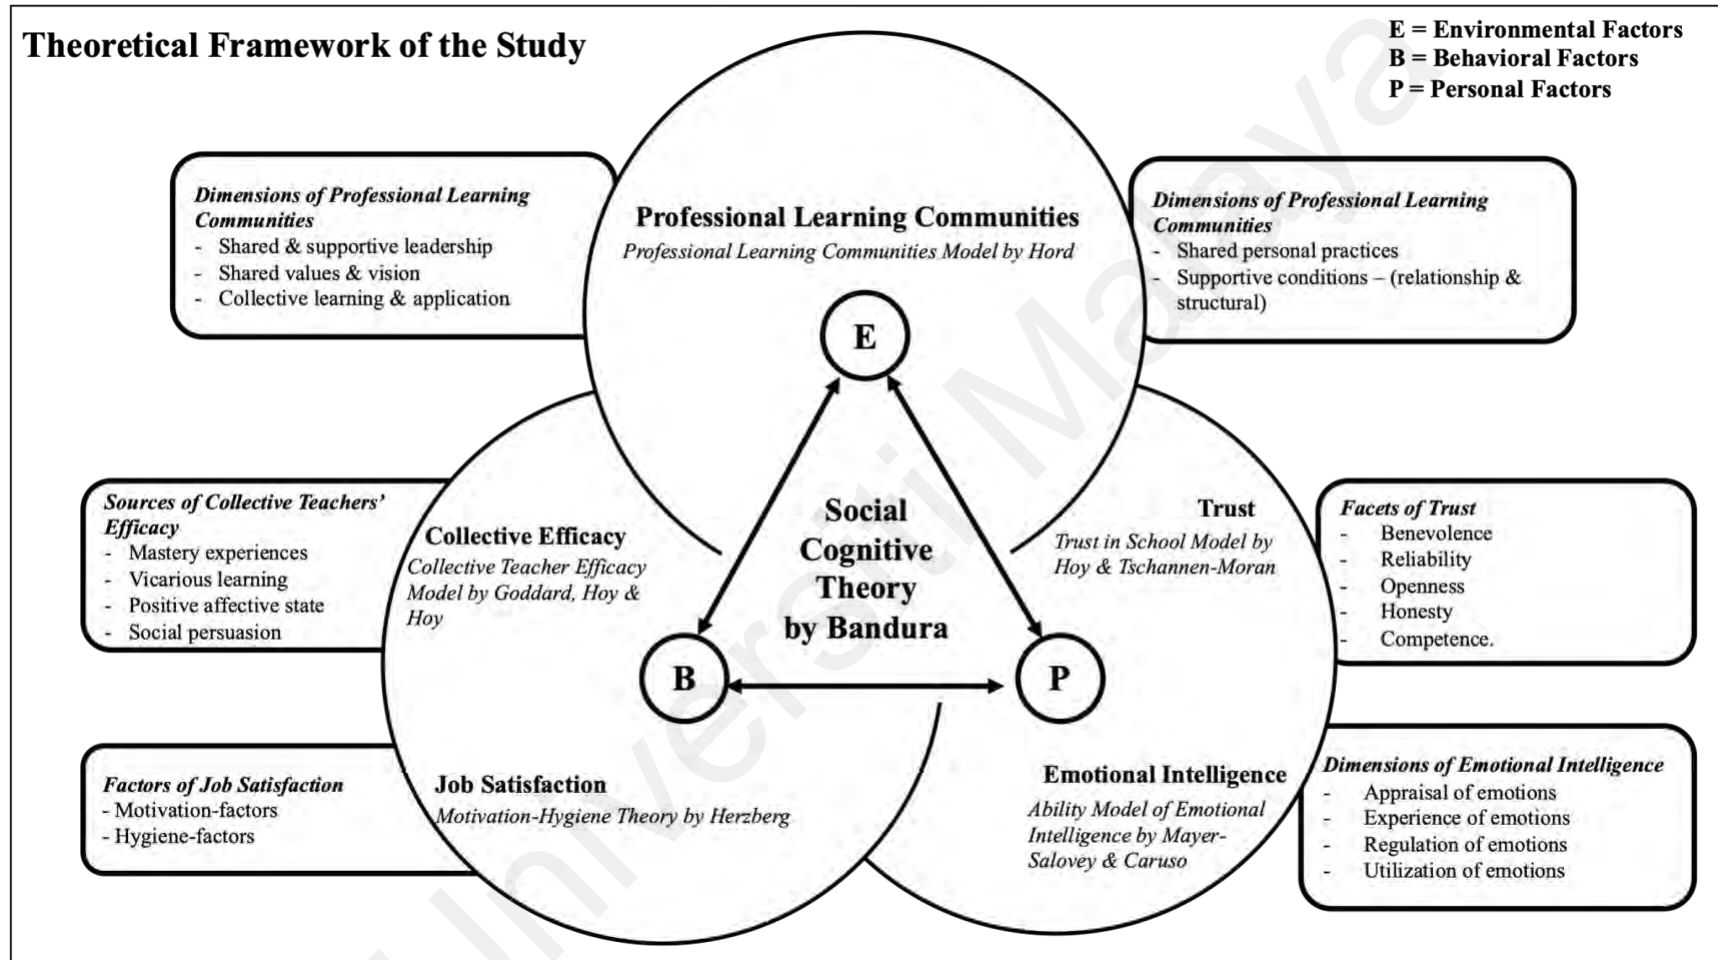 Theoretical Framework of the Study
E = Environmental Factors
B = Behavioral Factors
P = Personal Factors
Dimensions of Professional Learning
Communities
- Shared & supportive leadership
- Shared values & vision
- Collective learning & application
Professional Learning Communities
Professional Learning Communities Model by Hord
Dimensions of Professional Learning
Communities
- Shared personal practices
- Supportive conditions – (relationship &
structural)
E
Sources of Collective Teachers’
Efficacy
- Mastery experiences
- Vicarious learning
- Positive affective state
- Social persuasion
Collective Efficacy
Collective Teacher Efficacy
Model by Goddard, Hoy &
Hoy
Social
Cognitive
Theory
by Bandura
Trust
Trust in School Model by
Hoy & Tschannen-Moran
Facets of Trust
- Benevolence
- Reliability
- Openness
- Honesty
- Competence.
B
P
Factors of Job Satisfaction
- Motivation-factors
- Hygiene-factors
Job Satisfaction
Motivation-Hygiene Theory by Herzberg
Emotional Intelligence
Ability Model of Emotional
Intelligence by Mayer-
Salovey & Caruso
Dimensions of Emotional Intelligence
- Appraisal of emotions
- Experience of emotions
- Regulation of emotions
- Utilization of emotions
Universiti Malaya